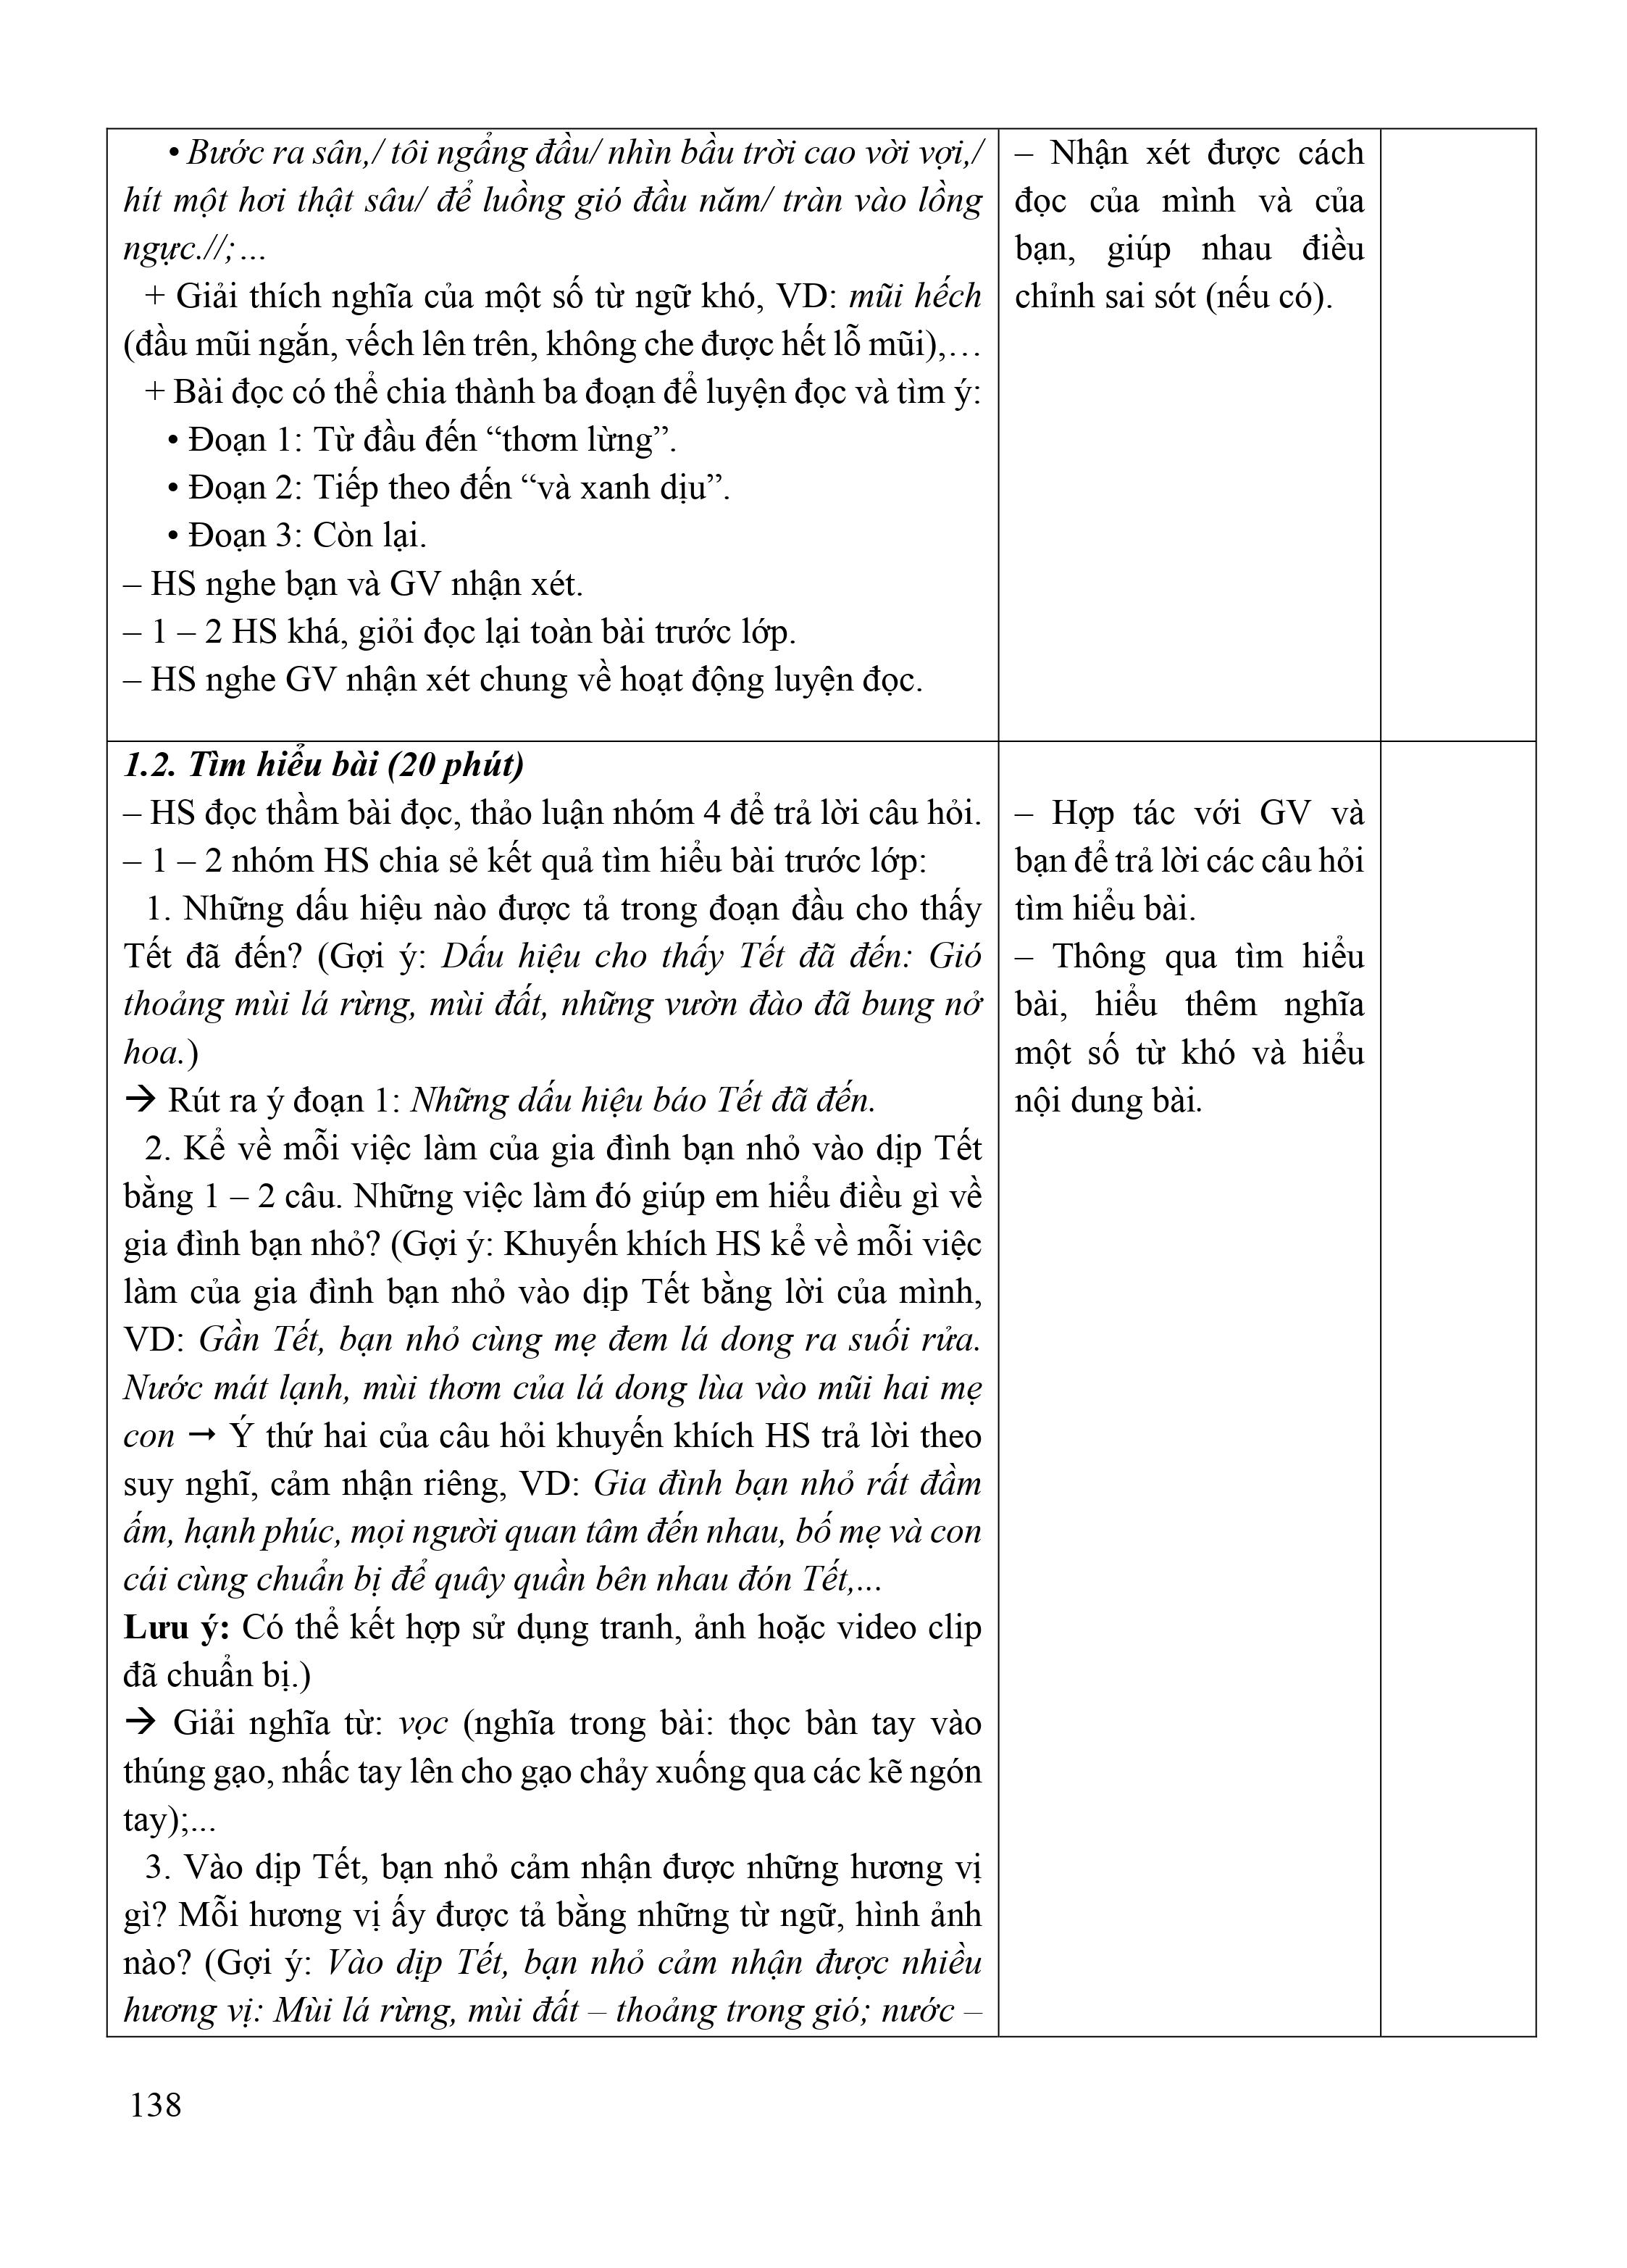 • Bước ra sân,/ tôi ngẩng đầu/ nhìn bầu trời cao vời vợi,/
hít một hơi thật sâu/ để luồng gió đầu năm/ tràn vào lồng
ngực.//;…
+ Giải thích nghĩa của một số từ ngữ khó, VD: mũi hếch
(đầu mũi ngắn, vếch lên trên, không che được hết lỗ mũi),…
+ Bài đọc có thể chia thành ba đoạn để luyện đọc và tìm ý:
• Đoạn 1: Từ đầu đến “thơm lừng”.
• Đoạn 2: Tiếp theo đến “và xanh dịu”.
• Đoạn 3: Còn lại.
– HS nghe bạn và GV nhận xét.
– 1 – 2 HS khá, giỏi đọc lại toàn bài trước lớp.
– HS nghe GV nhận xét chung về hoạt động luyện đọc.
– Nhận xét được cách
đọc của mình và của
bạn, giúp nhau điều
chỉnh sai sót (nếu có).
1.2. Tìm hiểu bài (20 phút)
– HS đọc thầm bài đọc, thảo luận nhóm 4 để trả lời câu hỏi.
– 1 – 2 nhóm HS chia sẻ kết quả tìm hiểu bài trước lớp:
1. Những dấu hiệu nào được tả trong đoạn đầu cho thấy
Tết đã đến? (Gợi ý: Dấu hiệu cho thấy Tết đã đến: Gió
thoảng mùi lá rừng, mùi đất, những vườn đào đã bung nở
hoa.)
→ Rút ra ý đoạn 1: Những dấu hiệu báo Tết đã đến.
2. Kể về mỗi việc làm của gia đình bạn nhỏ vào dịp Tết
bằng 1 – 2 câu. Những việc làm đó giúp em hiểu điều gì về
gia đình bạn nhỏ? (Gợi ý: Khuyến khích HS kể về mỗi việc
làm của gia đình bạn nhỏ vào dịp Tết bằng lời của mình,
VD: Gần Tết, bạn nhỏ cùng mẹ đem lá dong ra suối rửa.
Nước mát lạnh, mùi thơm của lá dong lùa vào mũi hai mẹ
con → Ý thứ hai của câu hỏi khuyến khích HS trả lời theo
suy nghĩ, cảm nhận riêng, VD: Gia đình bạn nhỏ rất đầm
ấm, hạnh phúc, mọi người quan tâm đến nhau, bố mẹ và con
cái cùng chuẩn bị để quây quần bên nhau đón Tết,...
Lưu ý: Có thể kết hợp sử dụng tranh, ảnh hoặc video clip
đã chuẩn bị.)
→ Giải nghĩa từ: vọc (nghĩa trong bài: thọc bàn tay vào
thúng gạo, nhấc tay lên cho gạo chảy xuống qua các kẽ ngón
tay);...
3. Vào dịp Tết, bạn nhỏ cảm nhận được những hương vị
gì? Mỗi hương vị ấy được tả bằng những từ ngữ, hình ảnh
nào? (Gợi ý: Vào dịp Tết, bạn nhỏ cảm nhận được nhiều
hương vị: Mùi lá rừng, mùi đất – thoảng trong gió; nước –
– Hợp tác với GV và
bạn để trả lời các câu hỏi
tìm hiểu bài.
– Thông qua tìm hiểu
bài, hiểu thêm nghĩa
một số từ khó và hiểu
nội dung bài.
138